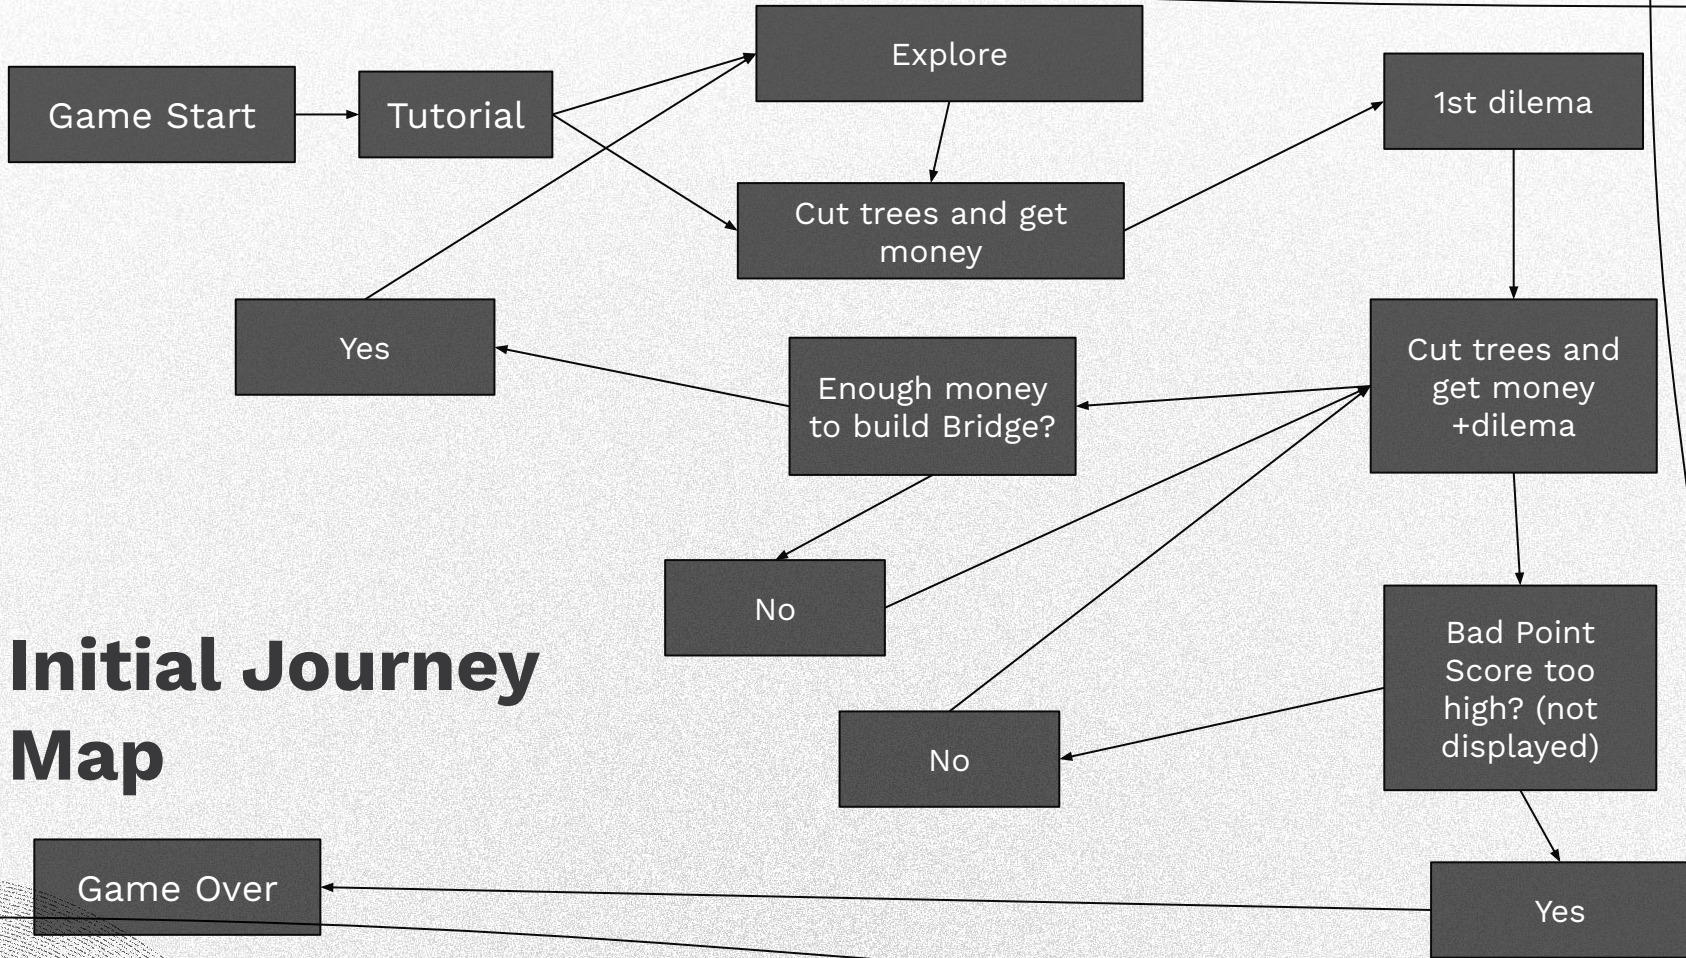 Game Start
Tutorial
Explore
1st dilema
Cut trees and get
money
Yes
Enough money
to build Bridge?
Cut trees and
get money
+dilema
No
Initial Journey
Map
Bad Point
Score too
high? (not
displayed)
No
Game Over
Yes